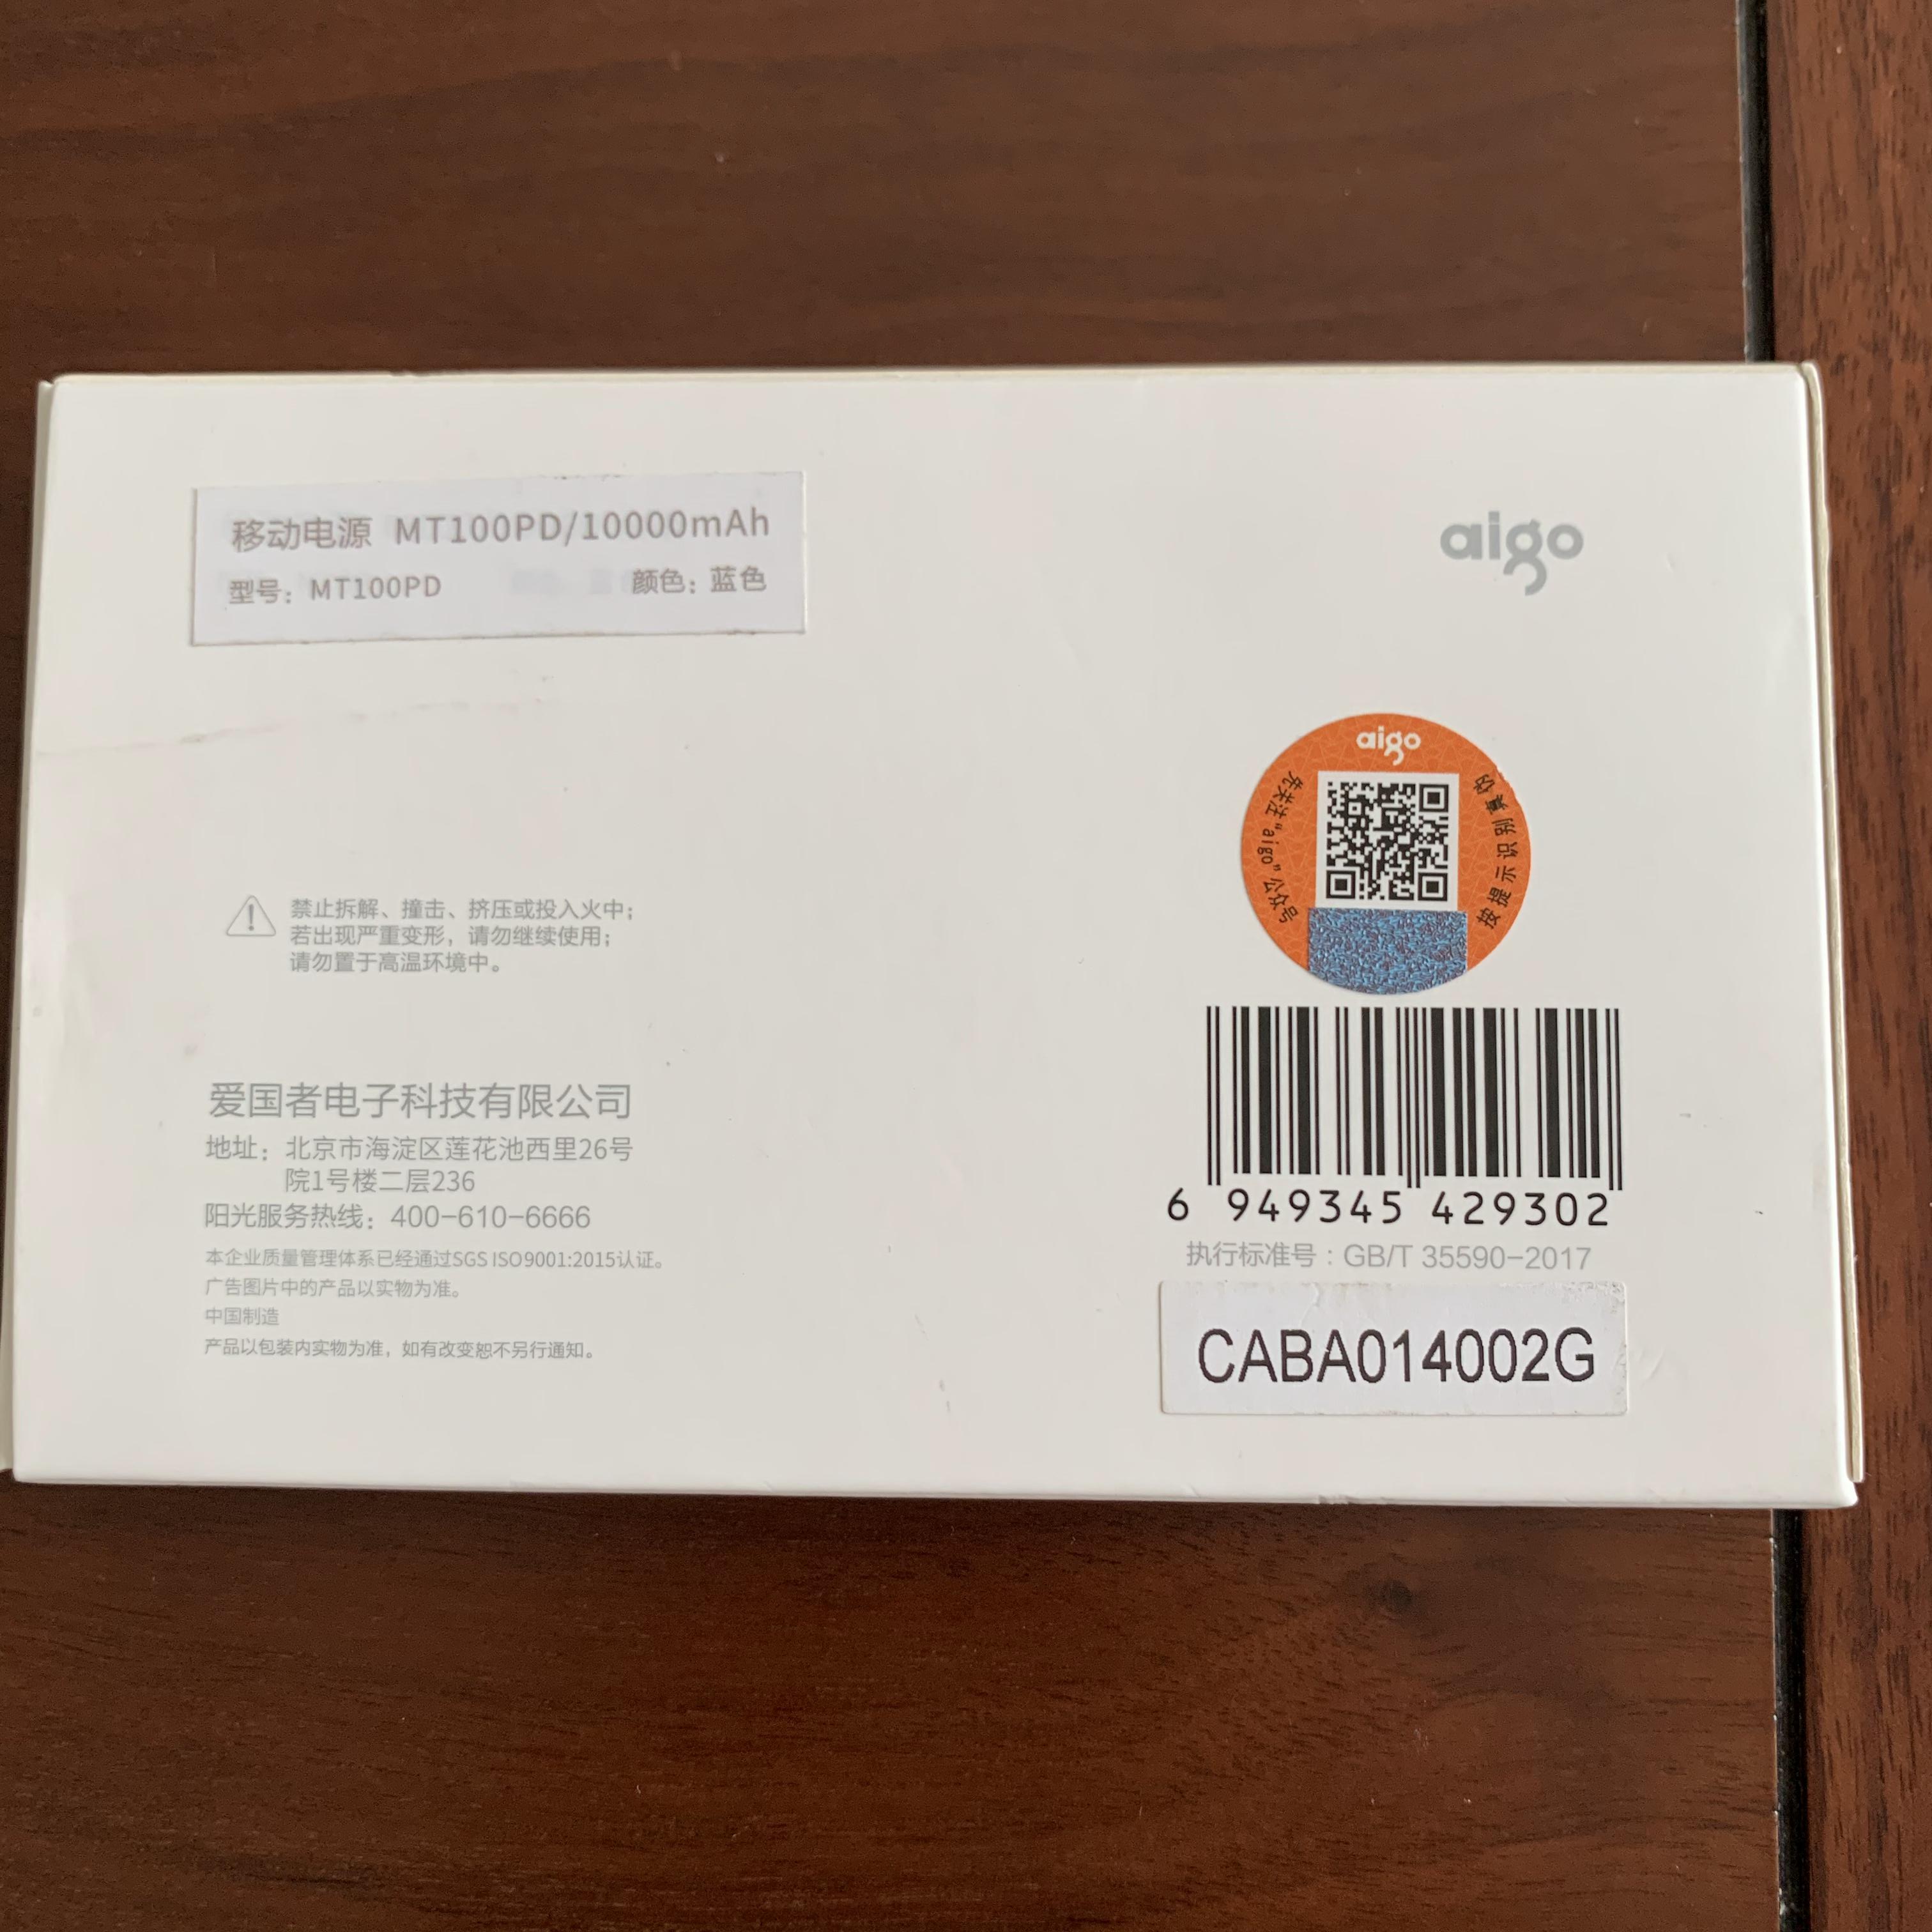 移动电源 MT100PD/10000mAh
型号：MT100PD 颜色：蓝色
aigo
aigo
先关注“aigo”公众号
按提示识别真伪
禁止拆解、撞击、挤压或投入火中；
若出现严重变形，请勿继续使用；
请勿置于高温环境中。
爱国者电子科技有限公司
地址：北京市海淀区莲花池西里26号
院1号楼二层236
阳光服务热线：400-610-6666
本企业质量管理体系已经通过SGS ISO9001:2015认证。
广告图片中的产品以实物为准。
中国制造
产品以包装内实物为准，如有改变恕不另行通知。
6 949345 429302
执行标准号：GB/T 35590-2017
CABA014002G